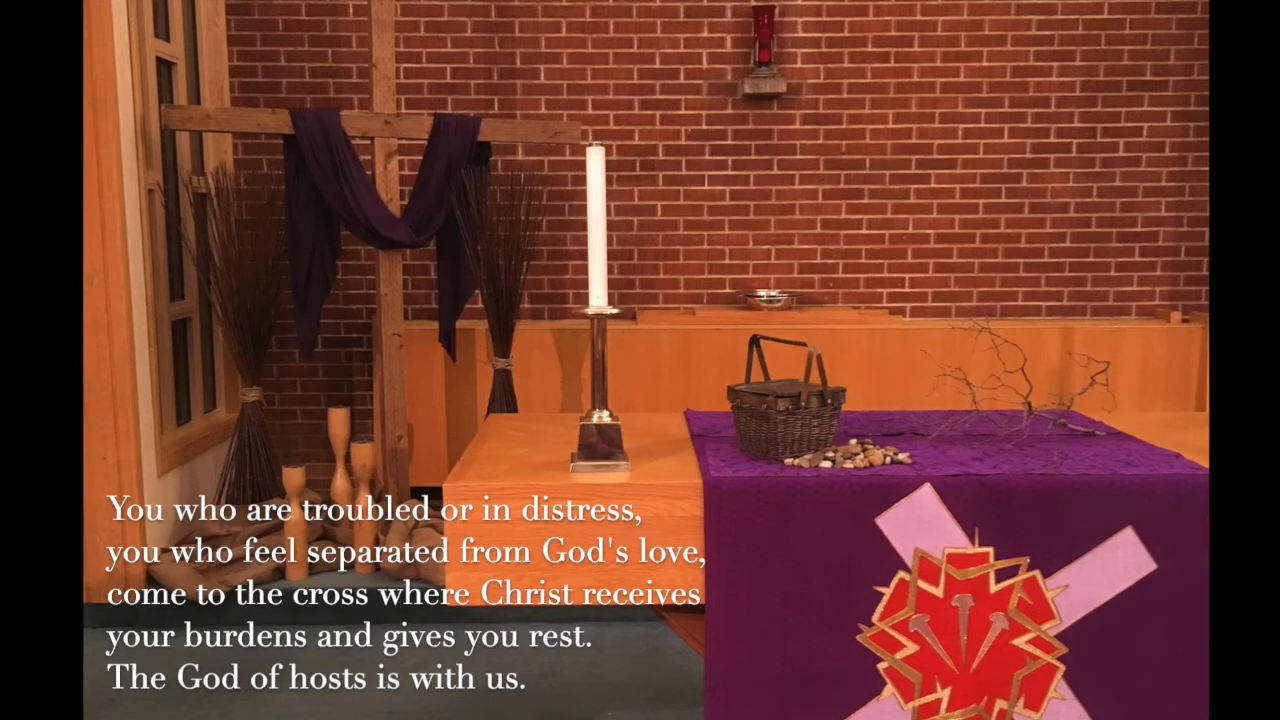 You who are troubled or in distress,
you who feel separated from God's love,
come to the cross where Christ receives
your burdens and gives you rest.
The God of hosts is with us.